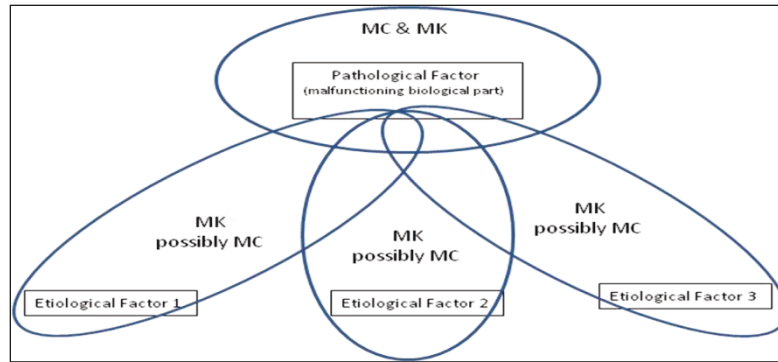 MC & MK
Pathological Factor
(malfunctioning biological part)
MK
possibly MC
MK
possibly MC
MK
possibly MC
Etiological Factor 1
Etiological Factor 2
Etiological Factor 3